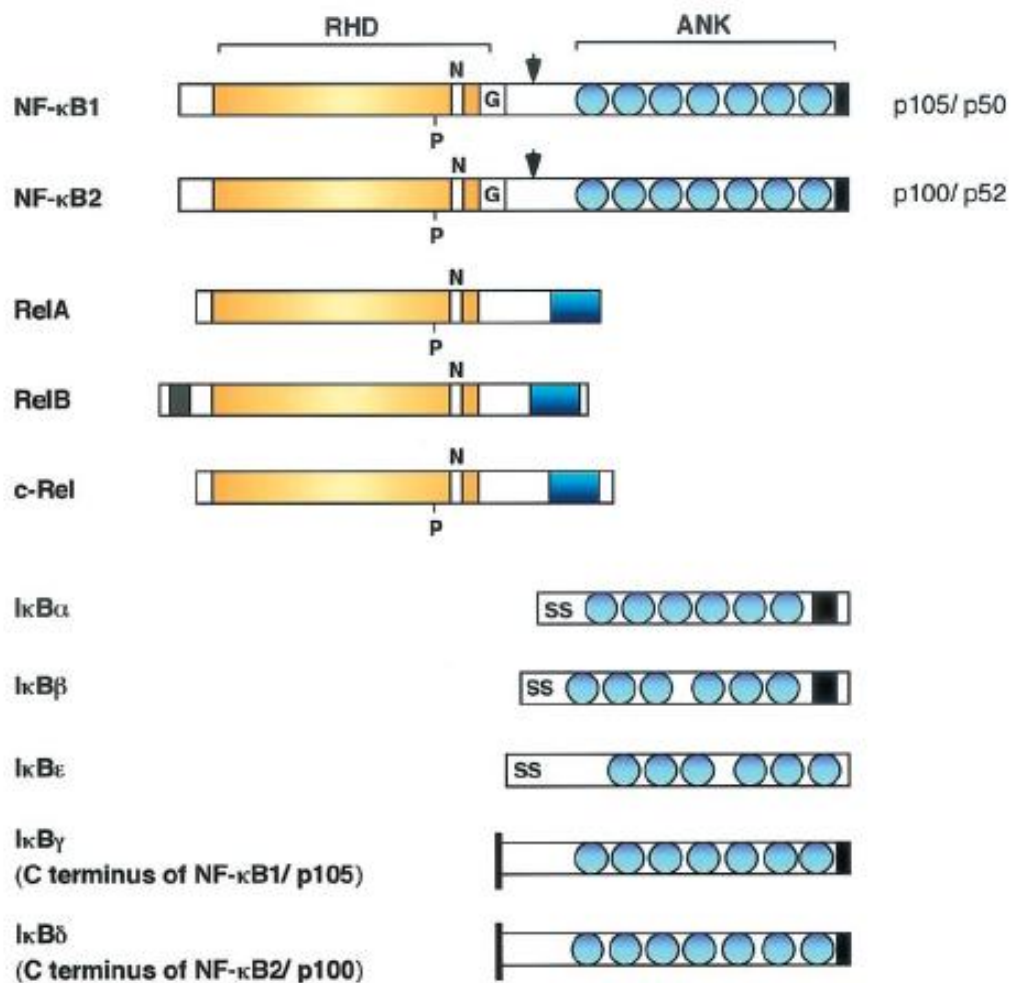 RHD ANK
N
NF-κB1 G p105/ p50
P
N
NF-κB2 G p100/ p52
P
N
RelA
P
N
RelB
N
c-Rel
P
IκBα SS
IκBβ SS
IκBε SS
IκBγ
(C terminus of NF-κB1/ p105)
IκBδ
(C terminus of NF-κB2/ p100)